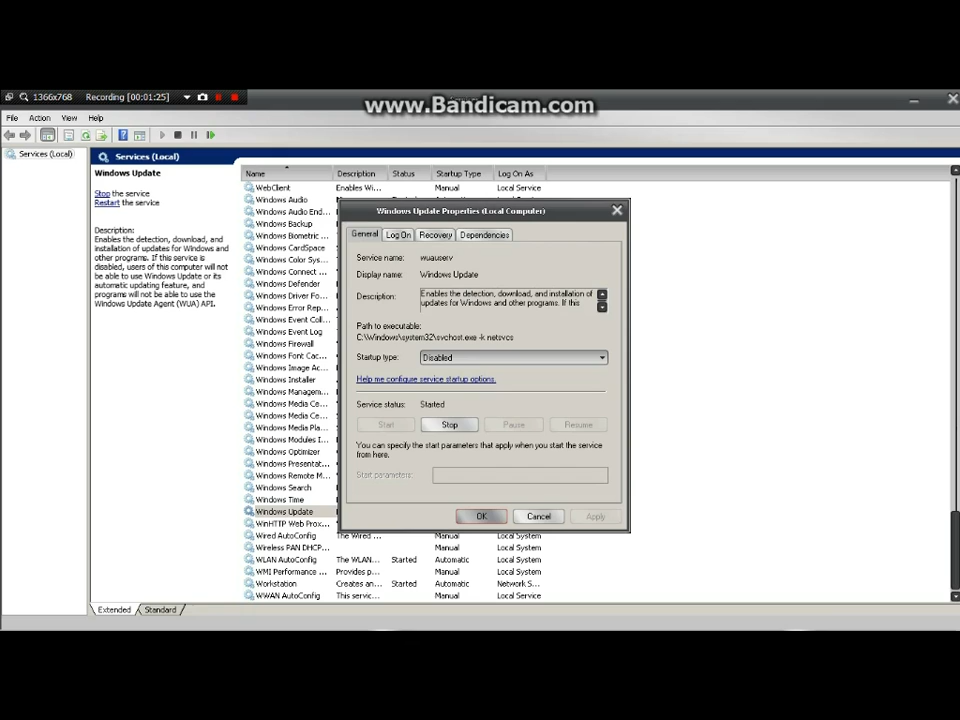 1366x768 Recording [00:01:25]
www.Bandicam.com
File Action View Help
Services (Local)
Services (Local)
Windows Update
Stop the service
Restart the service
Description:
Enables the detection, download, and
installation of updates for Windows and
other programs. If this service is
disabled, users of this computer will not
be able to use Windows Update or its
automatic updating feature, and
programs will not be able to use the
Windows Update Agent (WUA) API.
Name Description Status Startup Type Log On As
WebClient Enables Wi... Manual Local Service
Windows Audio
Windows Audio End...
Windows Backup
Windows Biometric ...
Windows CardSpace
Windows Color Sys...
Windows Connect ...
Windows Defender
Windows Driver Fo...
Windows Error Rep...
Windows Event Coll...
Windows Event Log
Windows Firewall
Windows Font Cac...
Windows Image Ac...
Windows Installer
Windows Managem...
Windows Media Ce...
Windows Media Ce...
Windows Media Pla...
Windows Modules I...
Windows Optimizer
Windows Presentat...
Windows Remote M...
Windows Search
Windows Time
Windows Update
WinHTTP Web Prox...
Wired AutoConfig The Wired ... Manual Local System
Wireless PAN DHCP... Manual Local System
WLAN AutoConfig The WLAN... Started Automatic Local System
WMI Performance ... Provides p... Manual Local System
Workstation Creates an... Started Automatic Network S...
WWAN AutoConfig This servic... Manual Local Service
Extended Standard
Windows Update Properties (Local Computer)
General Log On Recovery Dependencies
Service name: wuauserv
Display name: Windows Update
Description: Enables the detection, download, and installation of
updates for Windows and other programs. If this
Path to executable:
C:\Windows\system32\svchost.exe -k netsvcs
Startup type: Disabled
Help me configure service startup options.
Service status: Started
Start Stop Pause Resume
You can specify the start parameters that apply when you start the service
from here.
Start parameters:
OK Cancel Apply